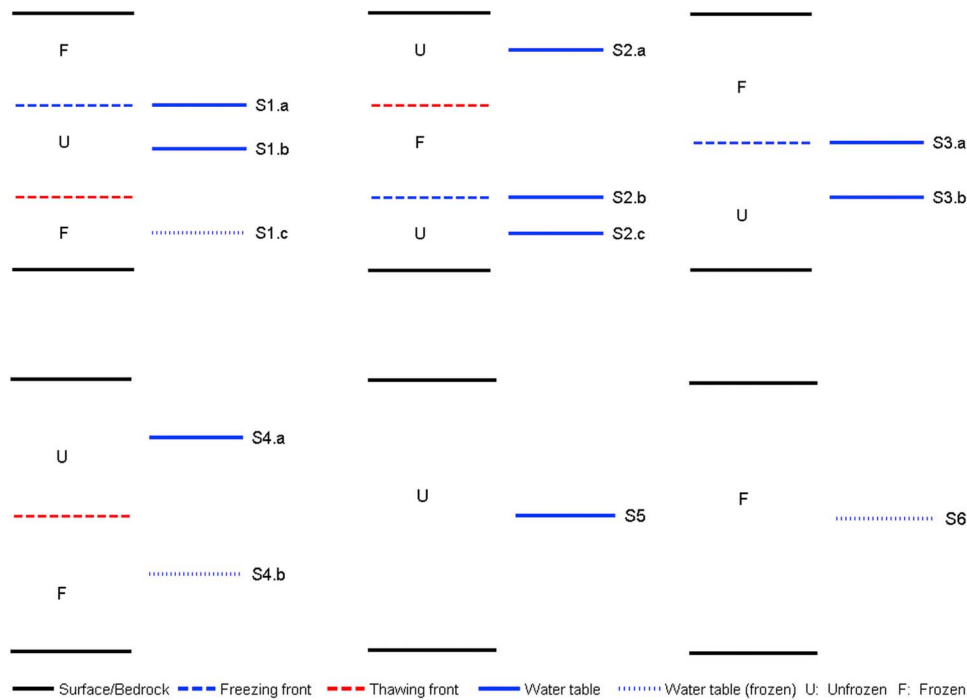 F
U
F
S1.a
S1.b
S1.c
U
F
U
S2.a
S2.b
S2.c
F
U
S3.a
S3.b
U
F
S4.a
S4.b
U
S5
F
S6
Surface/Bedrock Freezing front Thawing front Water table Water table (frozen) U: Unfrozen F: Frozen